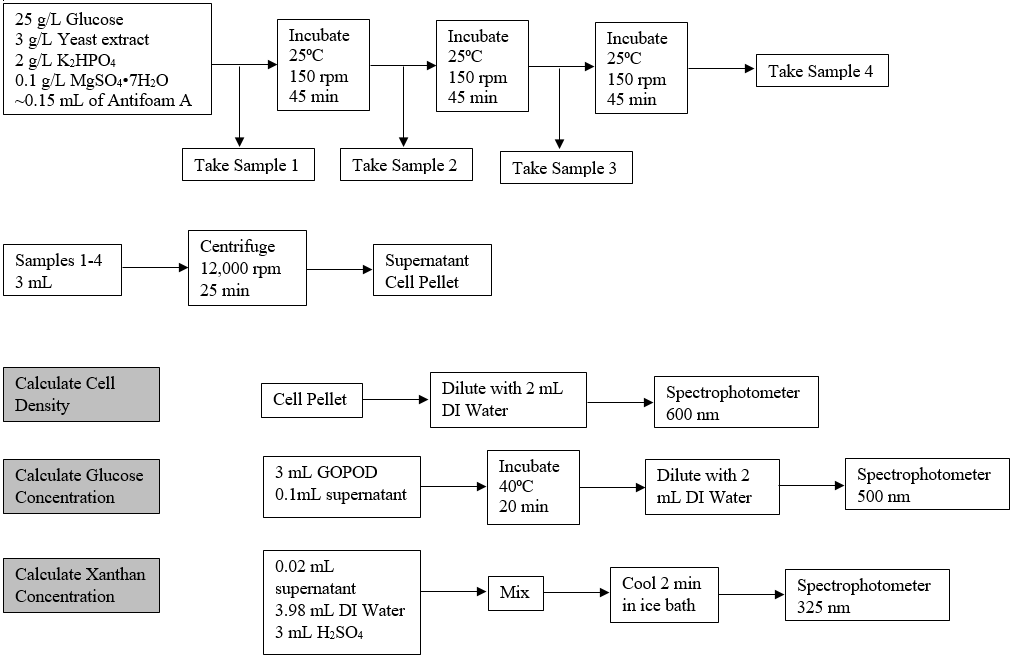 25 g/L Glucose
3 g/L Yeast extract
2 g/L K₂HPO₄
0.1 g/L MgSO₄•7H₂O
~0.15 mL of Antifoam A
Incubate
25ºC
150 rpm
45 min
Incubate
25ºC
150 rpm
45 min
Incubate
25ºC
150 rpm
45 min
Take Sample 4
Take Sample 1
Take Sample 2
Take Sample 3
Samples 1-4
3 mL
Centrifuge
12,000 rpm
25 min
Supernatant
Cell Pellet
Calculate Cell
Density
Cell Pellet
Dilute with 2 mL
DI Water
Spectrophotometer
600 nm
Calculate Glucose
Concentration
3 mL GOPOD
0.1mL supernatant
Incubate
40ºC
20 min
Dilute with 2
mL DI Water
Spectrophotometer
500 nm
Calculate Xanthan
Concentration
0.02 mL
supernatant
3.98 mL DI Water
3 mL H₂SO₄
Mix
Cool 2 min
in ice bath
Spectrophotometer
325 nm